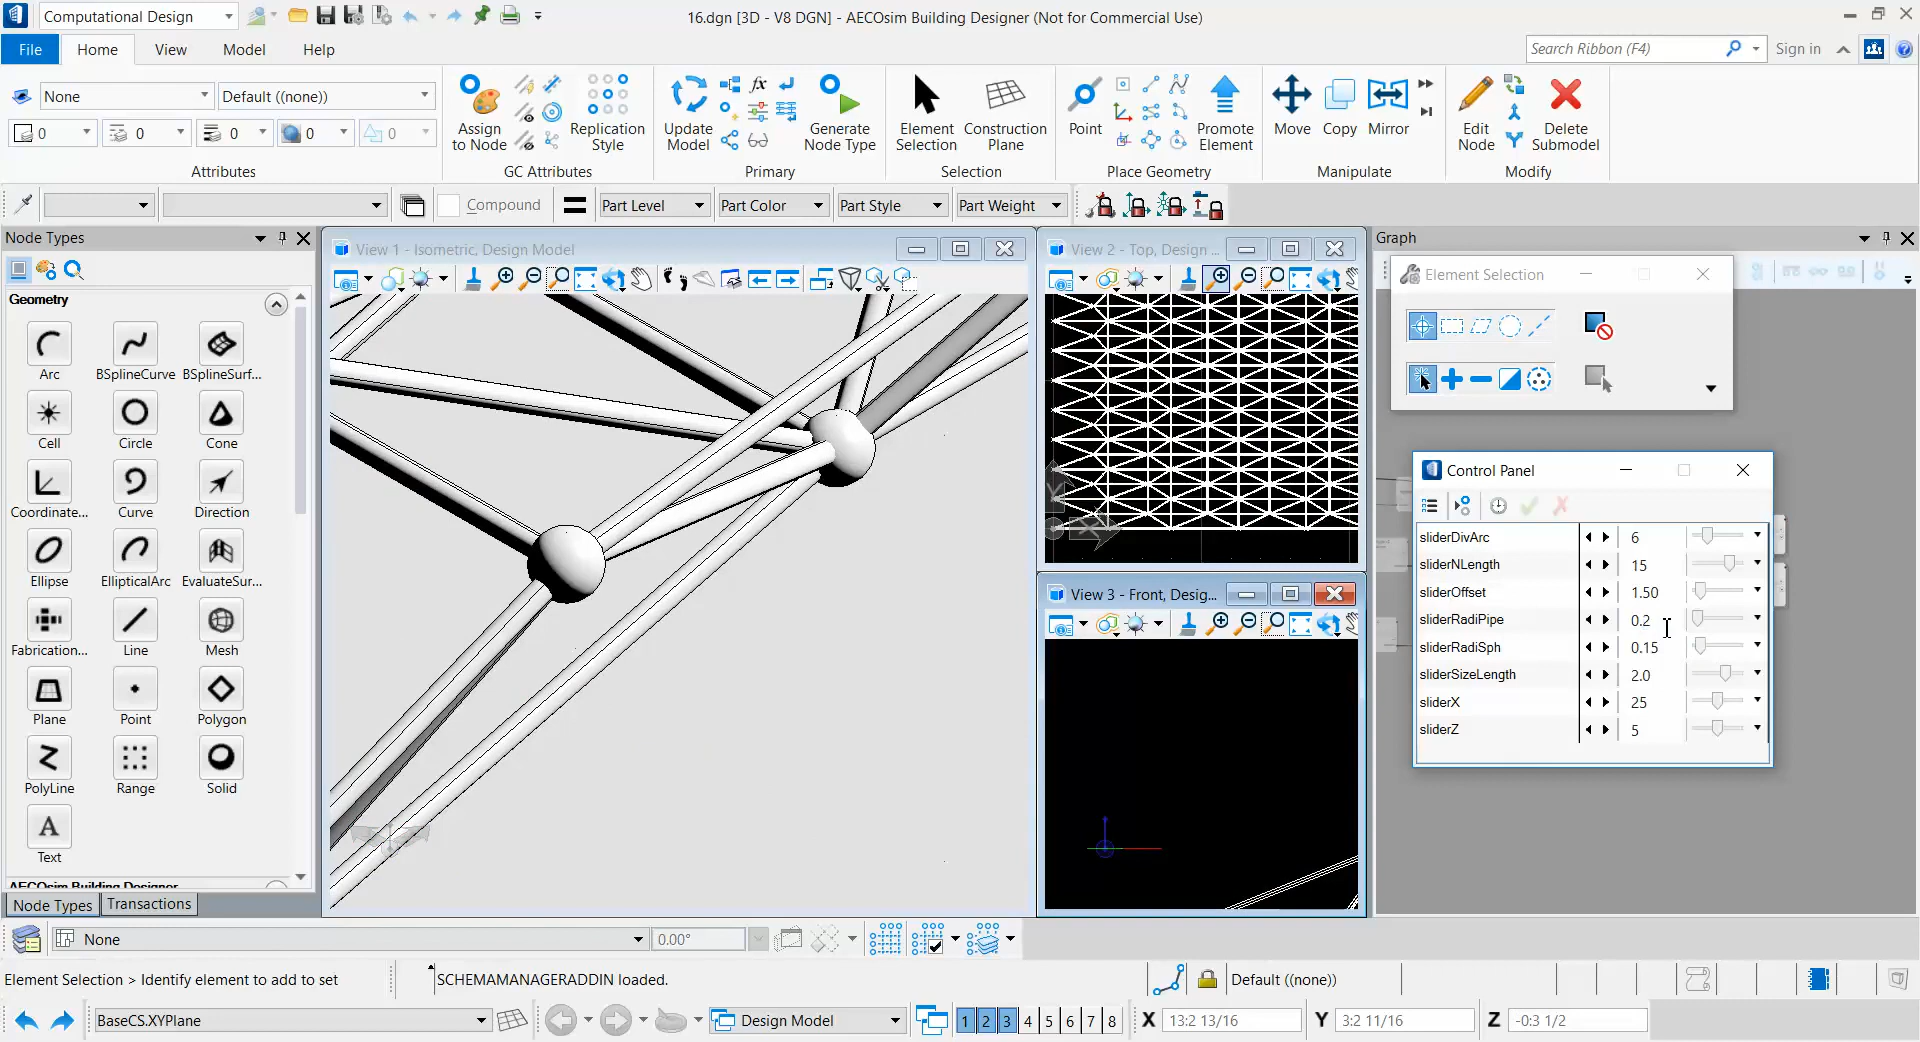 Computational Design
16.dgn [3D - V8 DGN] - AECOsim Building Designer (Not for Commercial Use)
File
Home
View
Model
Help
Search Ribbon (F4)
Sign in
None
Default ((none))
0
0
0
0
0
Attributes
Assign
to Node
Replication
Style
GC Attributes
Update
Model
fx
Generate
Node Type
Primary
Element
Selection
Construction
Plane
Selection
Point
Promote
Element
Place Geometry
Move
Copy
Mirror
Manipulate
Edit
Node
Delete
Submodel
Modify
Compound
Part Level
Part Color
Part Style
Part Weight
Node Types
Geometry
Arc
BSplineCurve
BSplineSurf...
Cell
Circle
Cone
Coordinate...
Curve
Direction
Ellipse
EllipticalArc
EvaluateSur...
Fabrication...
Line
Mesh
Plane
Point
Polygon
PolyLine
Range
Solid
A
Text
AECOsim Building Designer
Node Types
Transactions
View 1 - Isometric, Design Model
View 2 - Top, Design ...
View 3 - Front, Desig...
Graph
Element Selection
Control Panel
sliderDivArc 6
sliderNLength 15
sliderOffset 1.50
sliderRadiPipe 0.2
sliderRadiSph 0.15
sliderSizeLength 2.0
sliderX 25
sliderZ 5
None
0.00°
Element Selection > Identify element to add to set
SCHEMAMANAGERADDIN loaded.
Default ((none))
BaseCS.XYPlane
Design Model
1 2 3 4 5 6 7 8
X 13:2 13/16
Y 3:2 11/16
Z -0:3 1/2